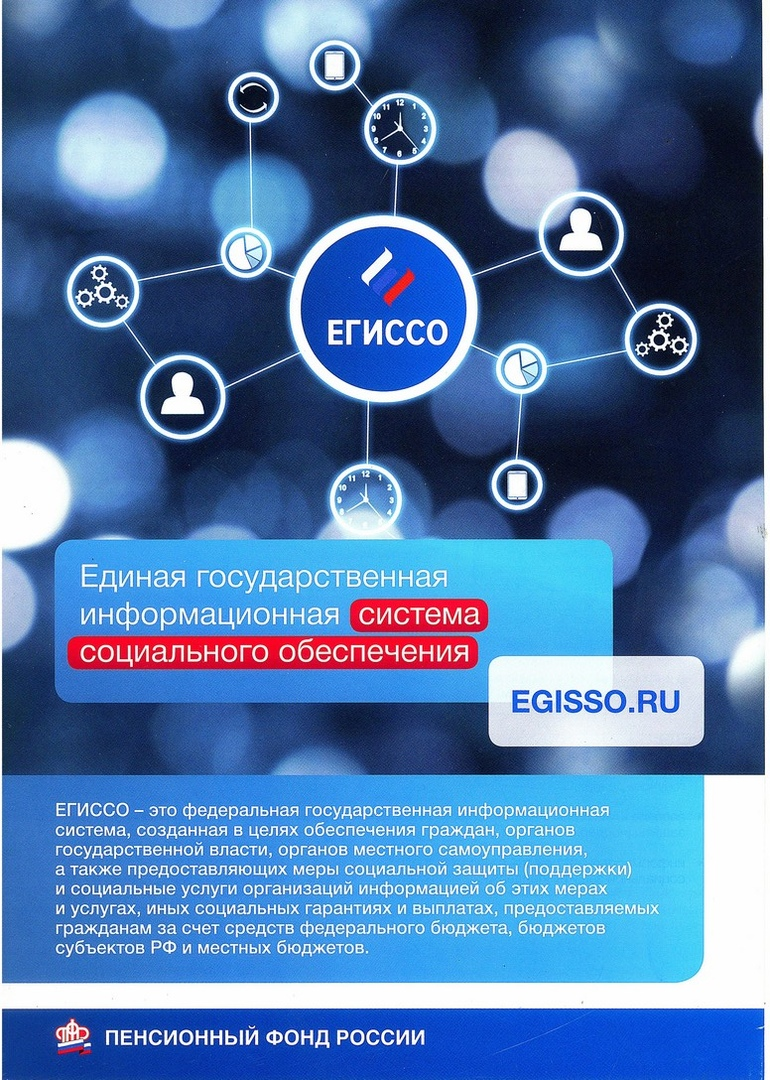 ЕГИССО
Единая государственная
информационная система
социального обеспечения
EGISSO.RU
ЕГИССО – это федеральная государственная информационная
система, созданная в целях обеспечения граждан, органов
государственной власти, органов местного самоуправления,
а также предоставляющих меры социальной защиты (поддержки)
и социальные услуги организаций информацией об этих мерах
и услугах, иных социальных гарантиях и выплатах, предоставляемых
гражданам за счет средств федерального бюджета, бюджетов
субъектов РФ и местных бюджетов.
ПЕНСИОННЫЙ ФОНД РОССИИ